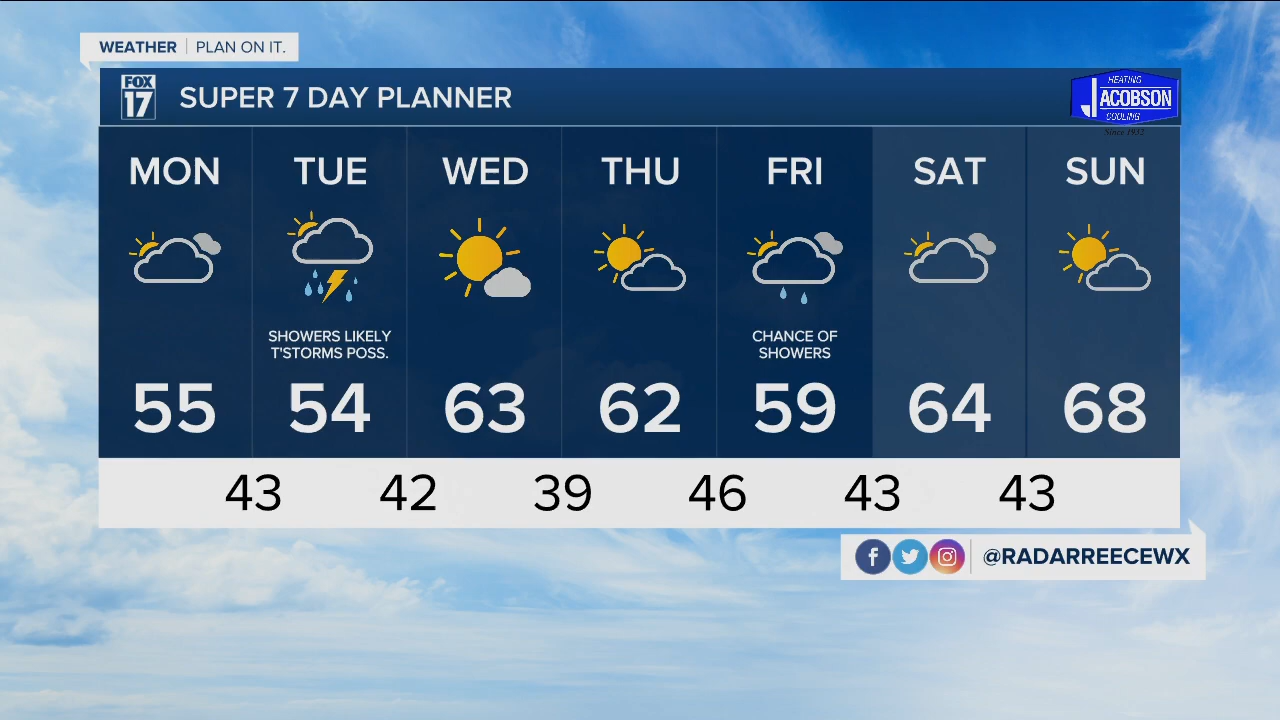 WEATHER | PLAN ON IT.
FOX
17
SUPER 7 DAY PLANNER
HEATING
JACOBSON
COOLING
Since 1932
MON TUE WED THU FRI SAT SUN
SHOWERS LIKELY
T'STORMS POSS.
CHANCE OF
SHOWERS
55 54 63 62 59 64 68
43 42 39 46 43 43
@RADARREECEWX